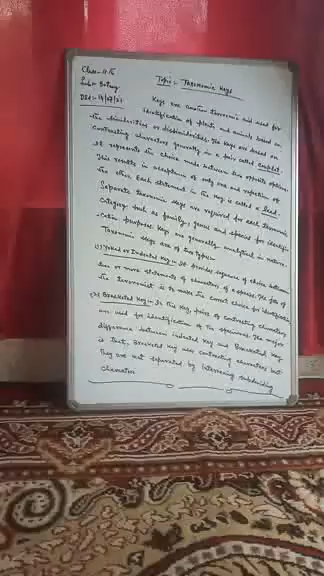 Class - 11th
Sub:- Botany
Dt:- 14/07/21
Topic:- Taxonomic Keys
Keys are another taxonomic aid used for
identification of plants and animals based on
the similarities or dissimilarities. The keys are based on
contrasting characters generally in a pair called couplet.
It represents the choice made between two opposite options.
This results in acceptance of only one and rejection of
the other. Each statement in the key is called a lead.
Separate taxonomic keys are required for each taxonomic
category such as family, genus and species for identifi-
cation purposes. Keys are generally analytical in nature.
Taxonomic keys are of two types:-
Yoked or Indented Key:- It provides sequence of choice between
two or more statements of characters of a species. The
the taxonomist is to make the correct choice for identification
Bracketed Key:- In this key, pairs of contrasting characters
are used for identification of the specimens. The major
difference between indented key and Bracketed key
is that, Bracketed key uses contrasting characters but
they are not separated by intervening subdividing
characters